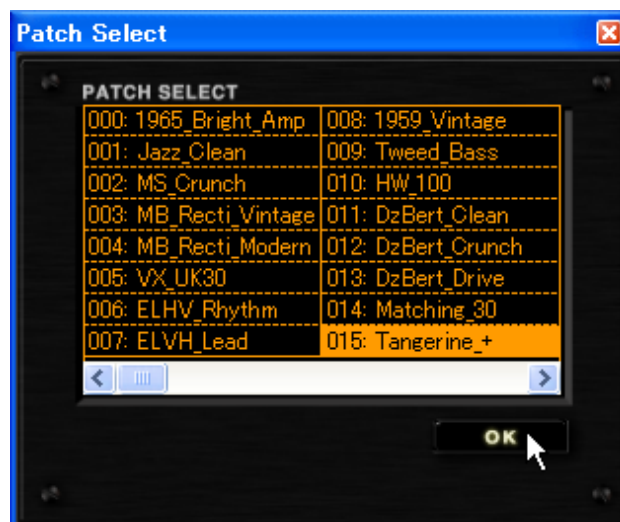 Patch Select
PATCH SELECT
000: 1965_Bright_Amp
001: Jazz_Clean
002: MS_Crunch
003: MB_Recti_Vintage
004: MB_Recti_Modern
005: VX_UK30
006: ELHV_Rhythm
007: ELVH_Lead
008: 1959_Vintage
009: Tweed_Bass
010: HW_100
011: DzBert_Clean
012: DzBert_Crunch
013: DzBert_Drive
014: Matching_30
015: Tangerine_+
OK